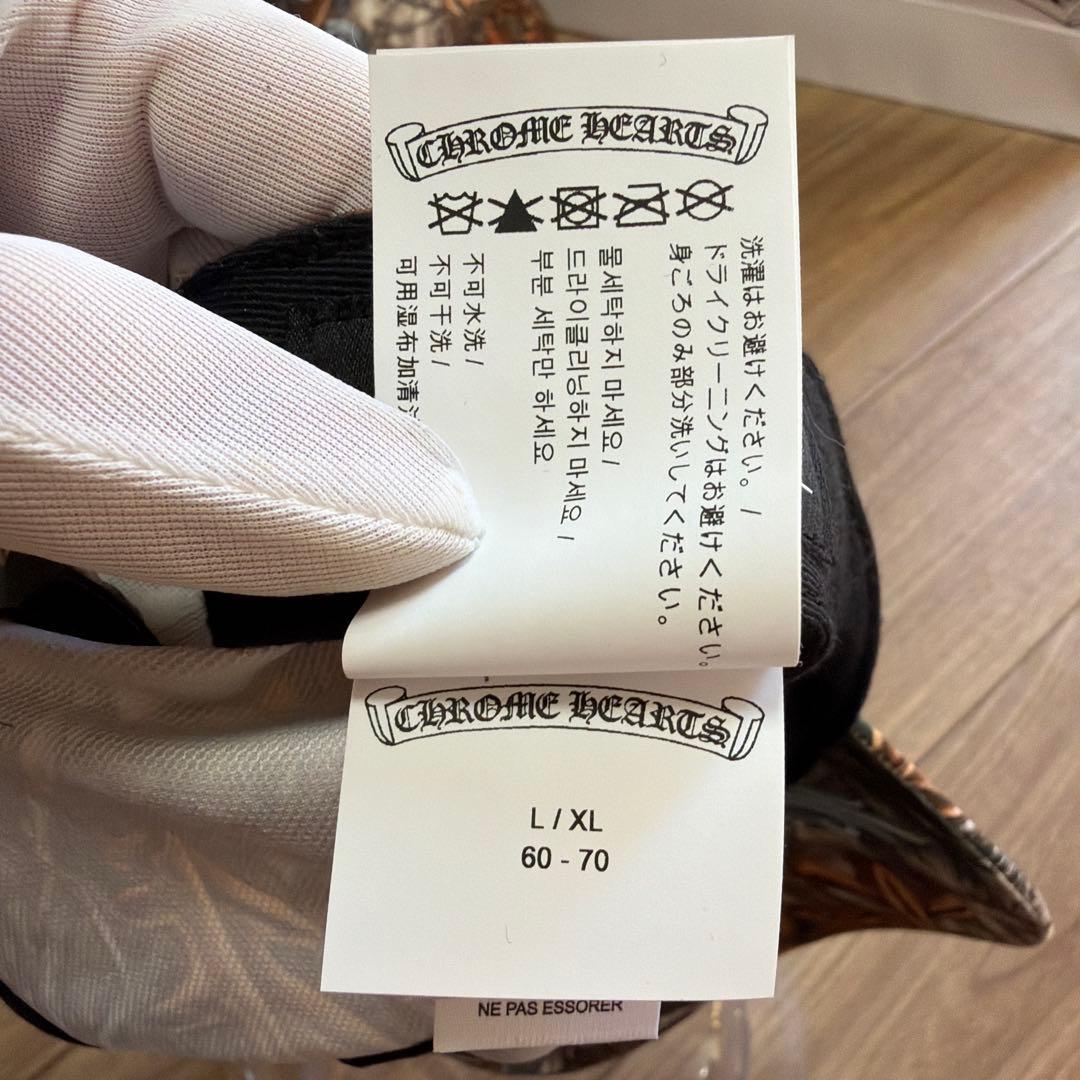 CHROME HEARTS
洗濯はお避けください。/
ドライクリーニングはお避けください。
身ごろのみ部分洗いしてください。
물세탁하지 마세요 /
드라이클리닝하지 마세요 /
부분 세탁만 하세요
不可水洗 /
不可干洗 /
可用湿布加清
CHROME HEARTS
L / XL
60 - 70
NE PAS ESSORER